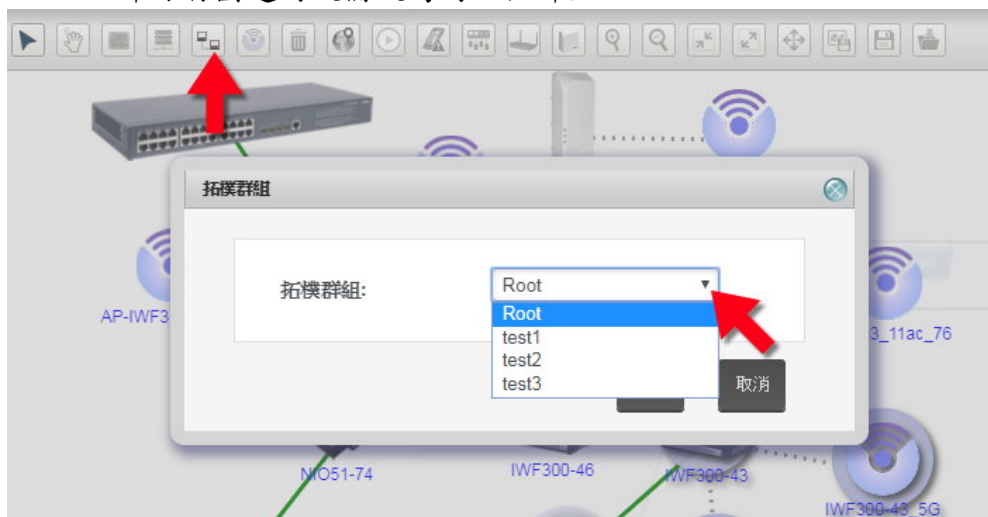 拓樸群組
拓樸群組:
Root
Root
test1
test2
test3
取消
AP-IWF3
3_11ac_76
NIO51-74
IWF300-46
IWF300-43
IWF300-43_5G